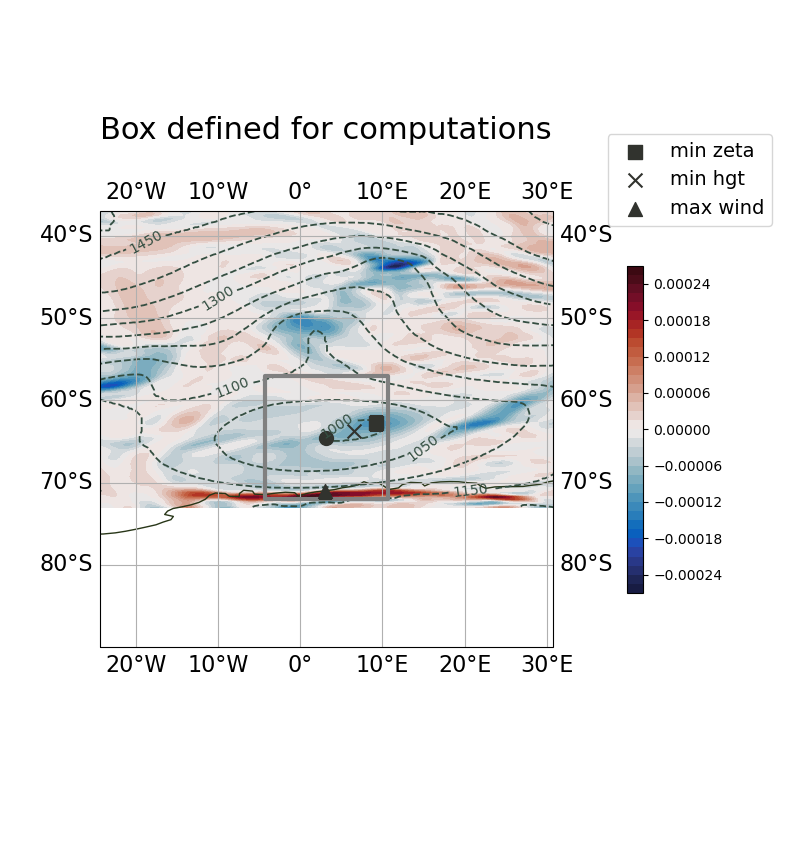 Box defined for computations
min zeta
min hgt
max wind
20°W 10°W 0° 10°E 20°E 30°E
40°S 40°S
50°S 50°S
60°S 60°S
70°S 70°S
80°S 80°S
1450
1300
1100
1000
1050
1150
0.00024
0.00018
0.00012
0.00006
0.00000
−0.00006
−0.00012
−0.00018
−0.00024
20°W 10°W 0° 10°E 20°E 30°E